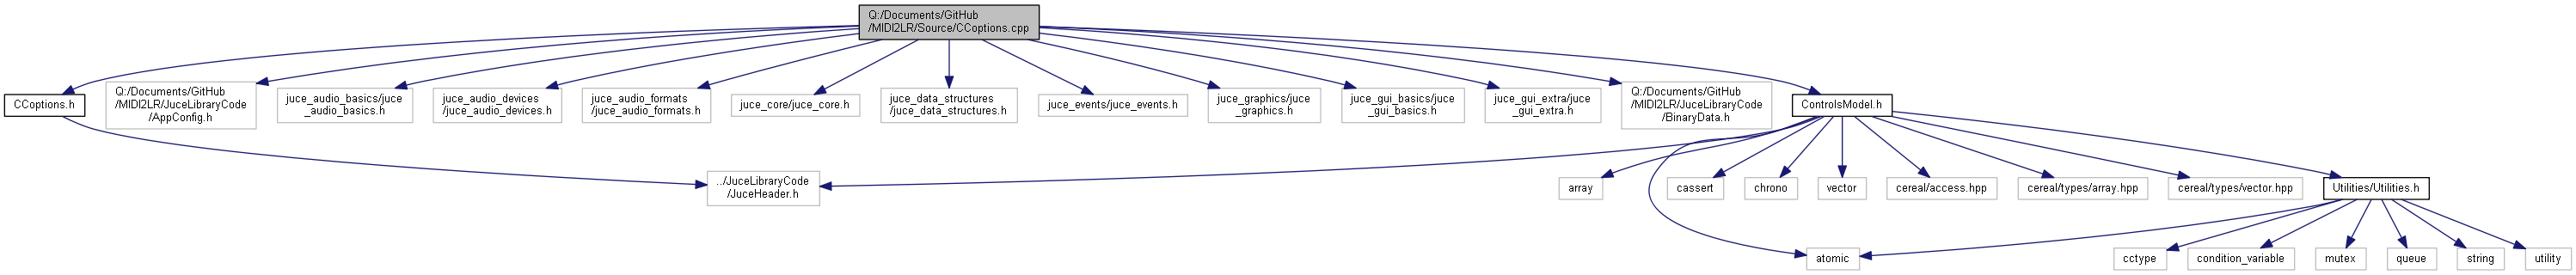 Q:/Documents/GitHub
/MIDI2LR/Source/CCoptions.cpp
CCoptions.h
Q:/Documents/GitHub
/MIDI2LR/JuceLibraryCode
/AppConfig.h
juce_audio_basics/juce
_audio_basics.h
juce_audio_devices
/juce_audio_devices.h
juce_audio_formats
/juce_audio_formats.h
juce_core/juce_core.h
juce_data_structures
/juce_data_structures.h
juce_events/juce_events.h
juce_graphics/juce
_graphics.h
juce_gui_basics/juce
_gui_basics.h
juce_gui_extra/juce
_gui_extra.h
Q:/Documents/GitHub
/MIDI2LR/JuceLibraryCode
/BinaryData.h
ControlsModel.h
../JuceLibraryCode
/JuceHeader.h
array
cassert
chrono
vector
cereal/access.hpp
cereal/types/array.hpp
cereal/types/vector.hpp
Utilities/Utilities.h
atomic
cctype
condition_variable
mutex
queue
string
utility